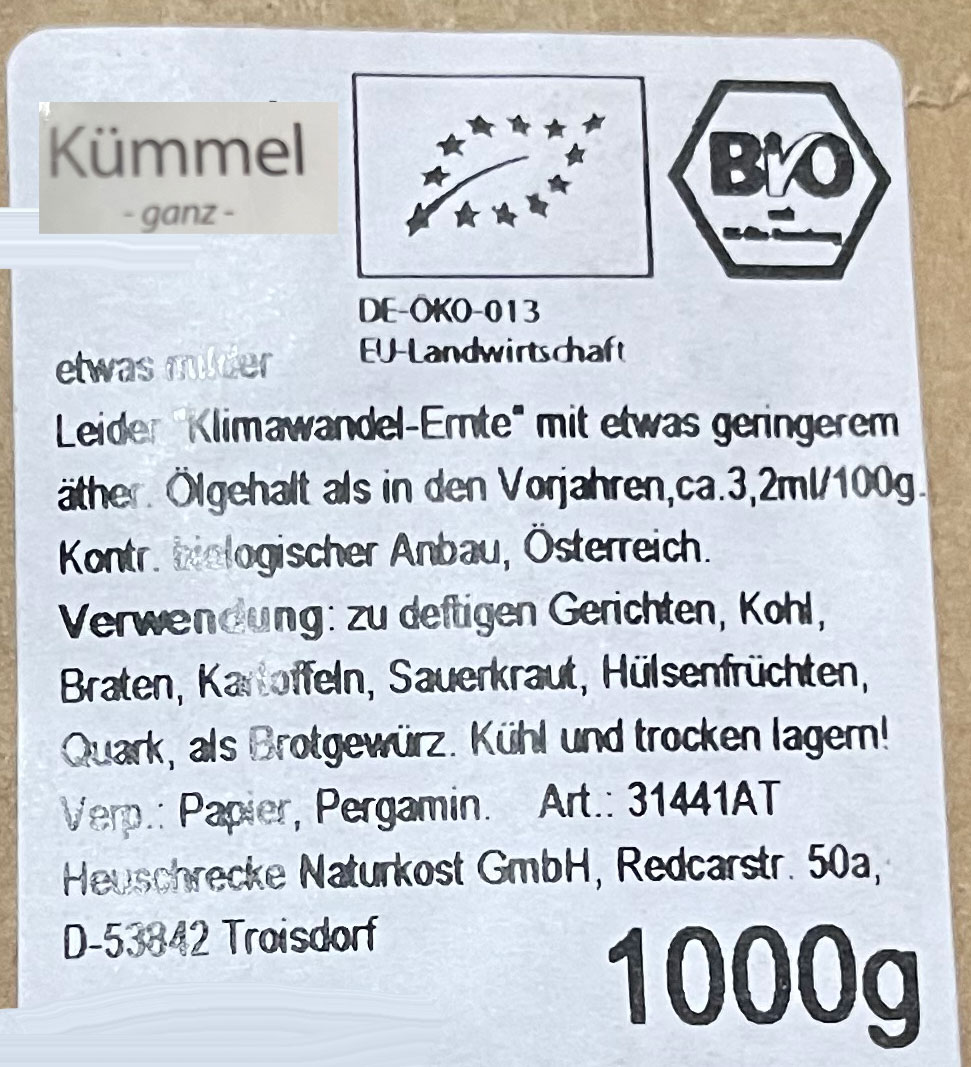 Kümmel
- ganz -
BIO
DE-ÖKO-013
EU-Landwirtschaft
etwas milder
Leider "Klimawandel-Ernte" mit etwas geringerem
äther. Ölgehalt als in den Vorjahren,ca.3,2ml/100g.
Kontr. biologischer Anbau, Österreich.
Verwendung: zu deftigen Gerichten, Kohl,
Braten, Kartoffeln, Sauerkraut, Hülsenfrüchten,
Quark, als Brotgewürz. Kühl und trocken lagern!
Verp.: Papier, Pergamin. Art.: 31441AT
Heuschrecke Naturkost GmbH, Redcarstr. 50a,
D-53842 Troisdorf
1000g